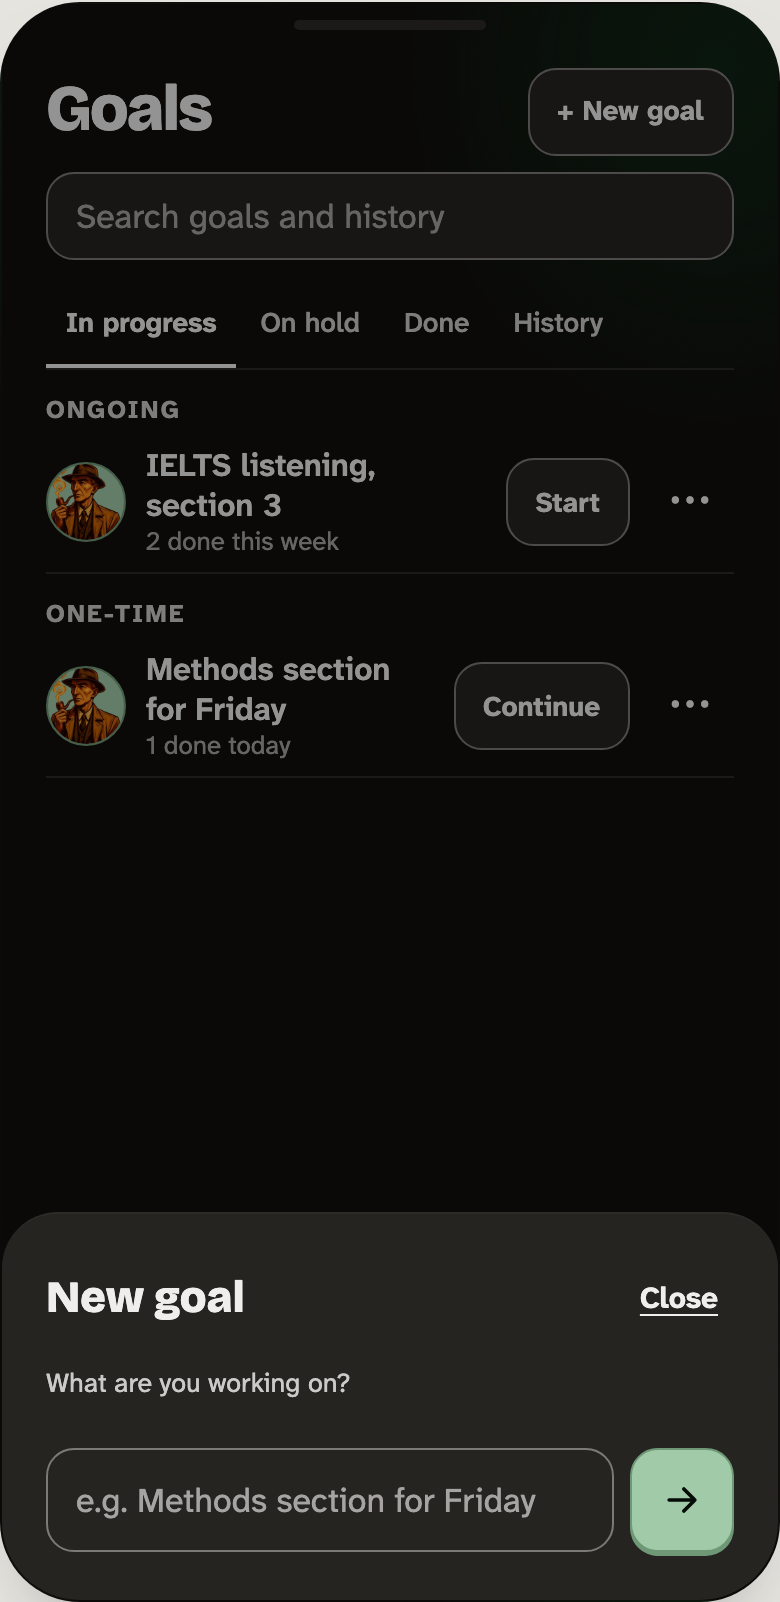 Goals
+ New goal
Search goals and history
In progress
On hold
Done
History
ONGOING
IELTS listening,
section 3
2 done this week
Start
ONE-TIME
Methods section
for Friday
1 done today
Continue
New goal
Close
What are you working on?
e.g. Methods section for Friday